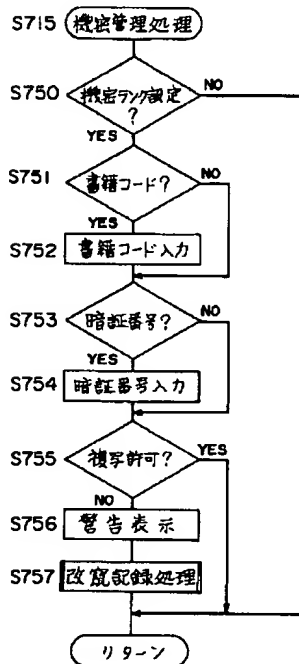 S715 機密管理処理
S750 機密ランク設定 NO
?
YES
S751 書籍コード? NO
YES
S752 書籍コード入力
S753 暗証番号? NO
YES
S754 暗証番号入力
S755 複写許可? YES
NO
S756 警告表示
S757 改竄記録処理
リターン